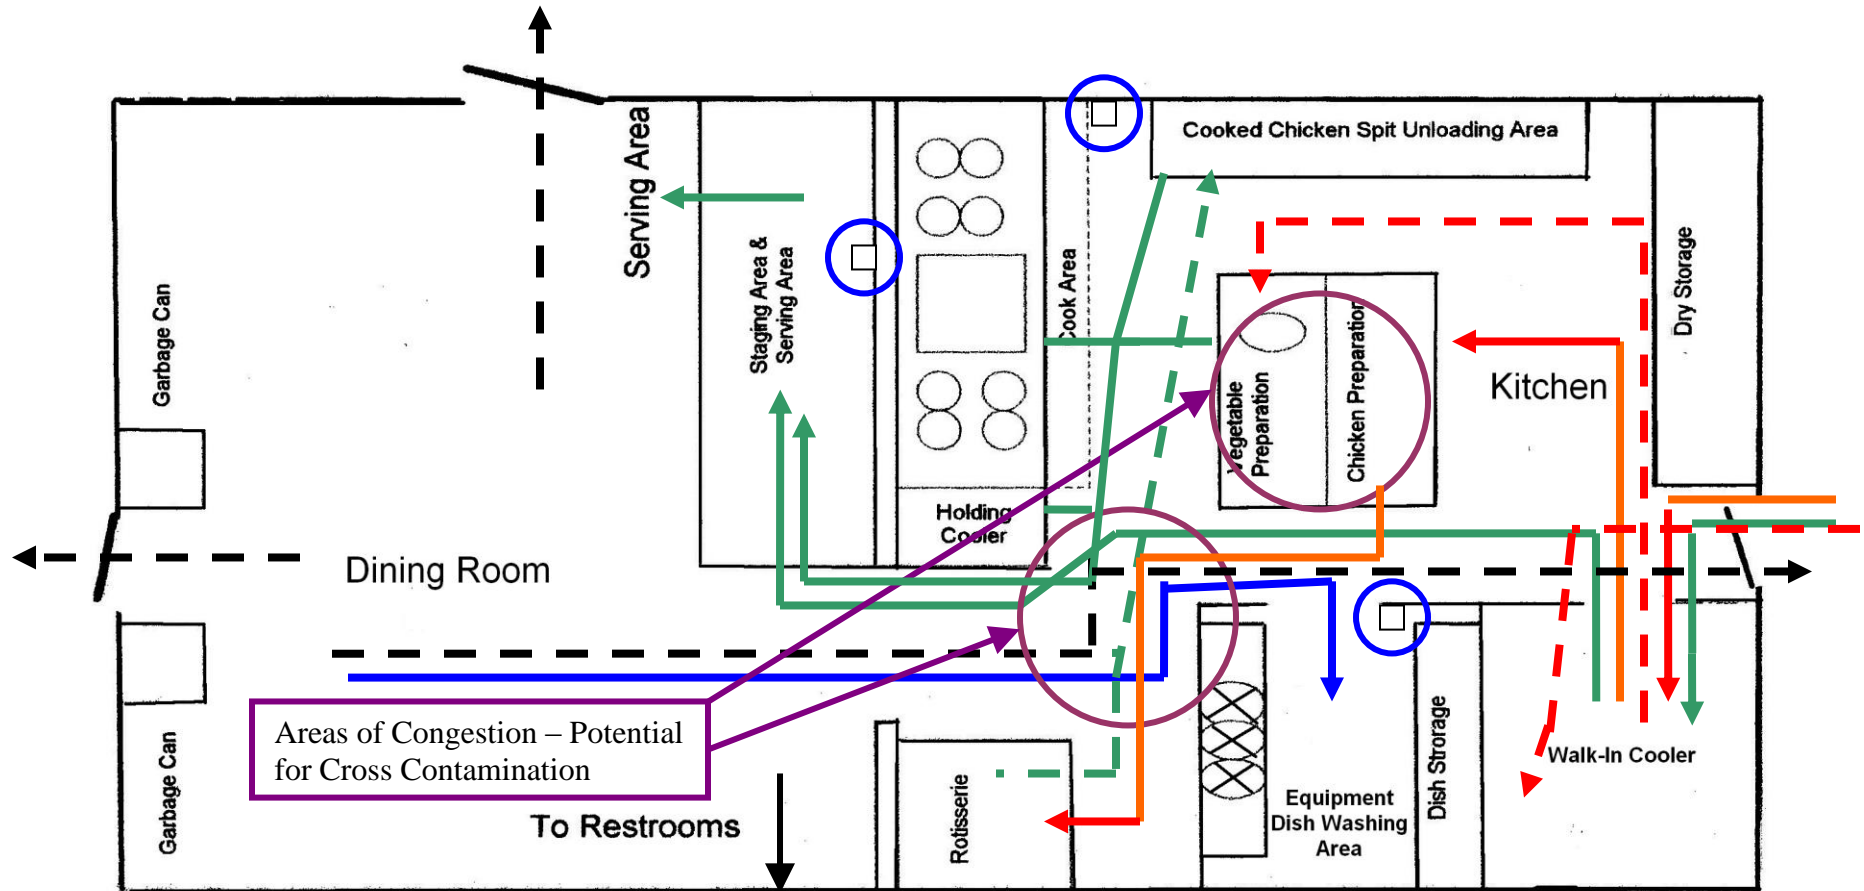 Cooked Chicken Spit Unloading Area
Serving Area
Staging Area &
Serving Area
Cook Area
Dry Storage
Garbage Can
Vegetable
Preparation
Chicken Preparation
Kitchen
Holding
Cooler
Dining Room
Areas of Congestion – Potential
for Cross Contamination
Garbage Can
To Restrooms
Rotisserie
Equipment
Dish Washing
Area
Dish Strorage
Walk-In Cooler